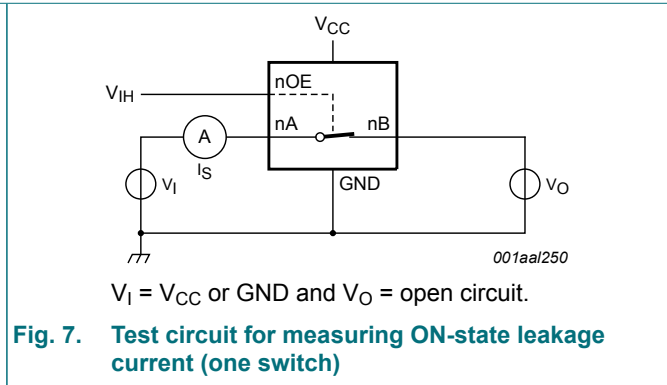 VCC
nOE
VIH
nA
nB
A
IS
VI
GND
VO
001aal250
VI = VCC or GND and VO = open circuit.
Fig. 7. Test circuit for measuring ON-state leakage
current (one switch)